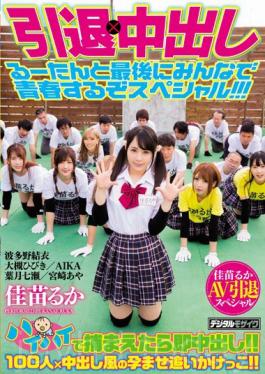 引退×中出し
るーたんと最後にみんなで
青春するぞスペシャル!!!
波多野結衣
大槻ひびき/AIKA
葉月七瀬/宮崎あや
佳苗るか
佳苗るか
AV引退
スペシャル
デジタルモザイク
ハイハイで捕まえたら即中出し!!
100人×中出し風の孕ませ追いかけっこ!!